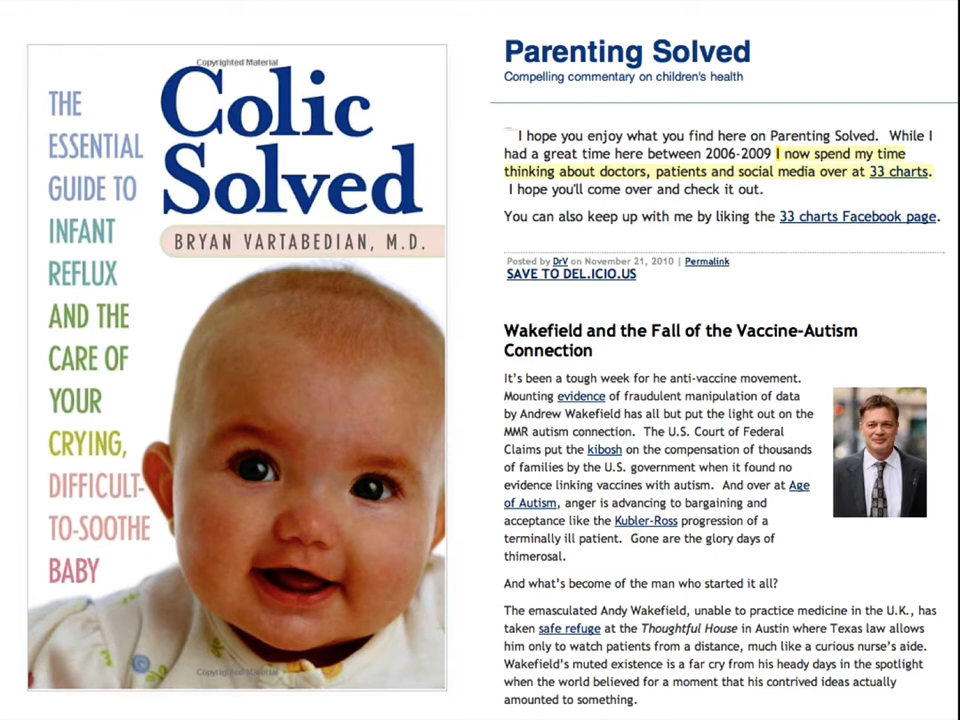 Copyrighted Material
Colic
Solved
BRYAN VARTABEDIAN, M.D.
THE
ESSENTIAL
GUIDE TO
INFANT
REFLUX
AND THE
CARE OF
YOUR
CRYING,
DIFFICULT-
TO-SOOTHE
BABY
Copyrighted Material
Parenting Solved
Compelling commentary on children's health
I hope you enjoy what you find here on Parenting Solved. While I
had a great time here between 2006-2009 I now spend my time
thinking about doctors, patients and social media over at 33 charts.
I hope you'll come over and check it out.
You can also keep up with me by liking the 33 charts Facebook page.
Posted by DrV on November 21, 2010 | Permalink
SAVE TO DEL.ICIO.US
Wakefield and the Fall of the Vaccine-Autism
Connection
It's been a tough week for he anti-vaccine movement.
Mounting evidence of fraudulent manipulation of data
by Andrew Wakefield has all but put the light out on the
MMR autism connection. The U.S. Court of Federal
Claims put the kibosh on the compensation of thousands
of families by the U.S. government when it found no
evidence linking vaccines with autism. And over at Age
of Autism, anger is advancing to bargaining and
acceptance like the Kubler-Ross progression of a
terminally ill patient. Gone are the glory days of
thimerosal.
And what's become of the man who started it all?
The emasculated Andy Wakefield, unable to practice medicine in the U.K., has
taken safe refuge at the Thoughtful House in Austin where Texas law allows
him only to watch patients from a distance, much like a curious nurse's aide.
Wakefield's muted existence is a far cry from his heady days in the spotlight
when the world believed for a moment that his contrived ideas actually
amounted to something.